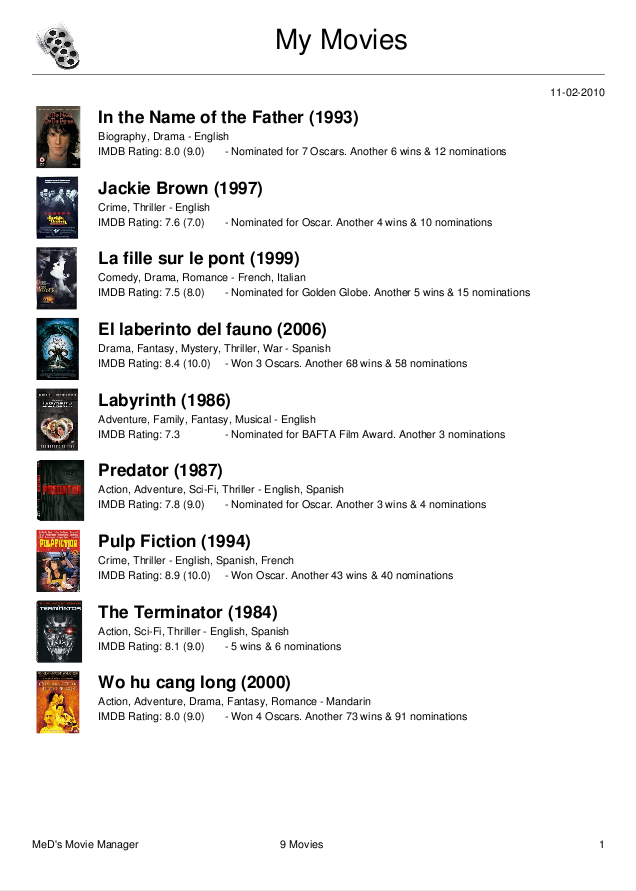 My Movies
11-02-2010
In the Name of the Father (1993)
Biography, Drama - English
IMDB Rating: 8.0 (9.0) - Nominated for 7 Oscars. Another 6 wins & 12 nominations
Jackie Brown (1997)
Crime, Thriller - English
IMDB Rating: 7.6 (7.0) - Nominated for Oscar. Another 4 wins & 10 nominations
La fille sur le pont (1999)
Comedy, Drama, Romance - French, Italian
IMDB Rating: 7.5 (8.0) - Nominated for Golden Globe. Another 5 wins & 15 nominations
El laberinto del fauno (2006)
Drama, Fantasy, Mystery, Thriller, War - Spanish
IMDB Rating: 8.4 (10.0) - Won 3 Oscars. Another 68 wins & 58 nominations
Labyrinth (1986)
Adventure, Family, Fantasy, Musical - English
IMDB Rating: 7.3 - Nominated for BAFTA Film Award. Another 3 nominations
PREDATOR
Predator (1987)
Action, Adventure, Sci-Fi, Thriller - English, Spanish
IMDB Rating: 7.8 (9.0) - Nominated for Oscar. Another 3 wins & 4 nominations
PULP FICTION
Pulp Fiction (1994)
Crime, Thriller - English, Spanish, French
IMDB Rating: 8.9 (10.0) - Won Oscar. Another 43 wins & 40 nominations
TERMINATOR
The Terminator (1984)
Action, Sci-Fi, Thriller - English, Spanish
IMDB Rating: 8.1 (9.0) - 5 wins & 6 nominations
Wo hu cang long (2000)
Action, Adventure, Drama, Fantasy, Romance - Mandarin
IMDB Rating: 8.0 (9.0) - Won 4 Oscars. Another 73 wins & 91 nominations
MeD's Movie Manager 9 Movies 1